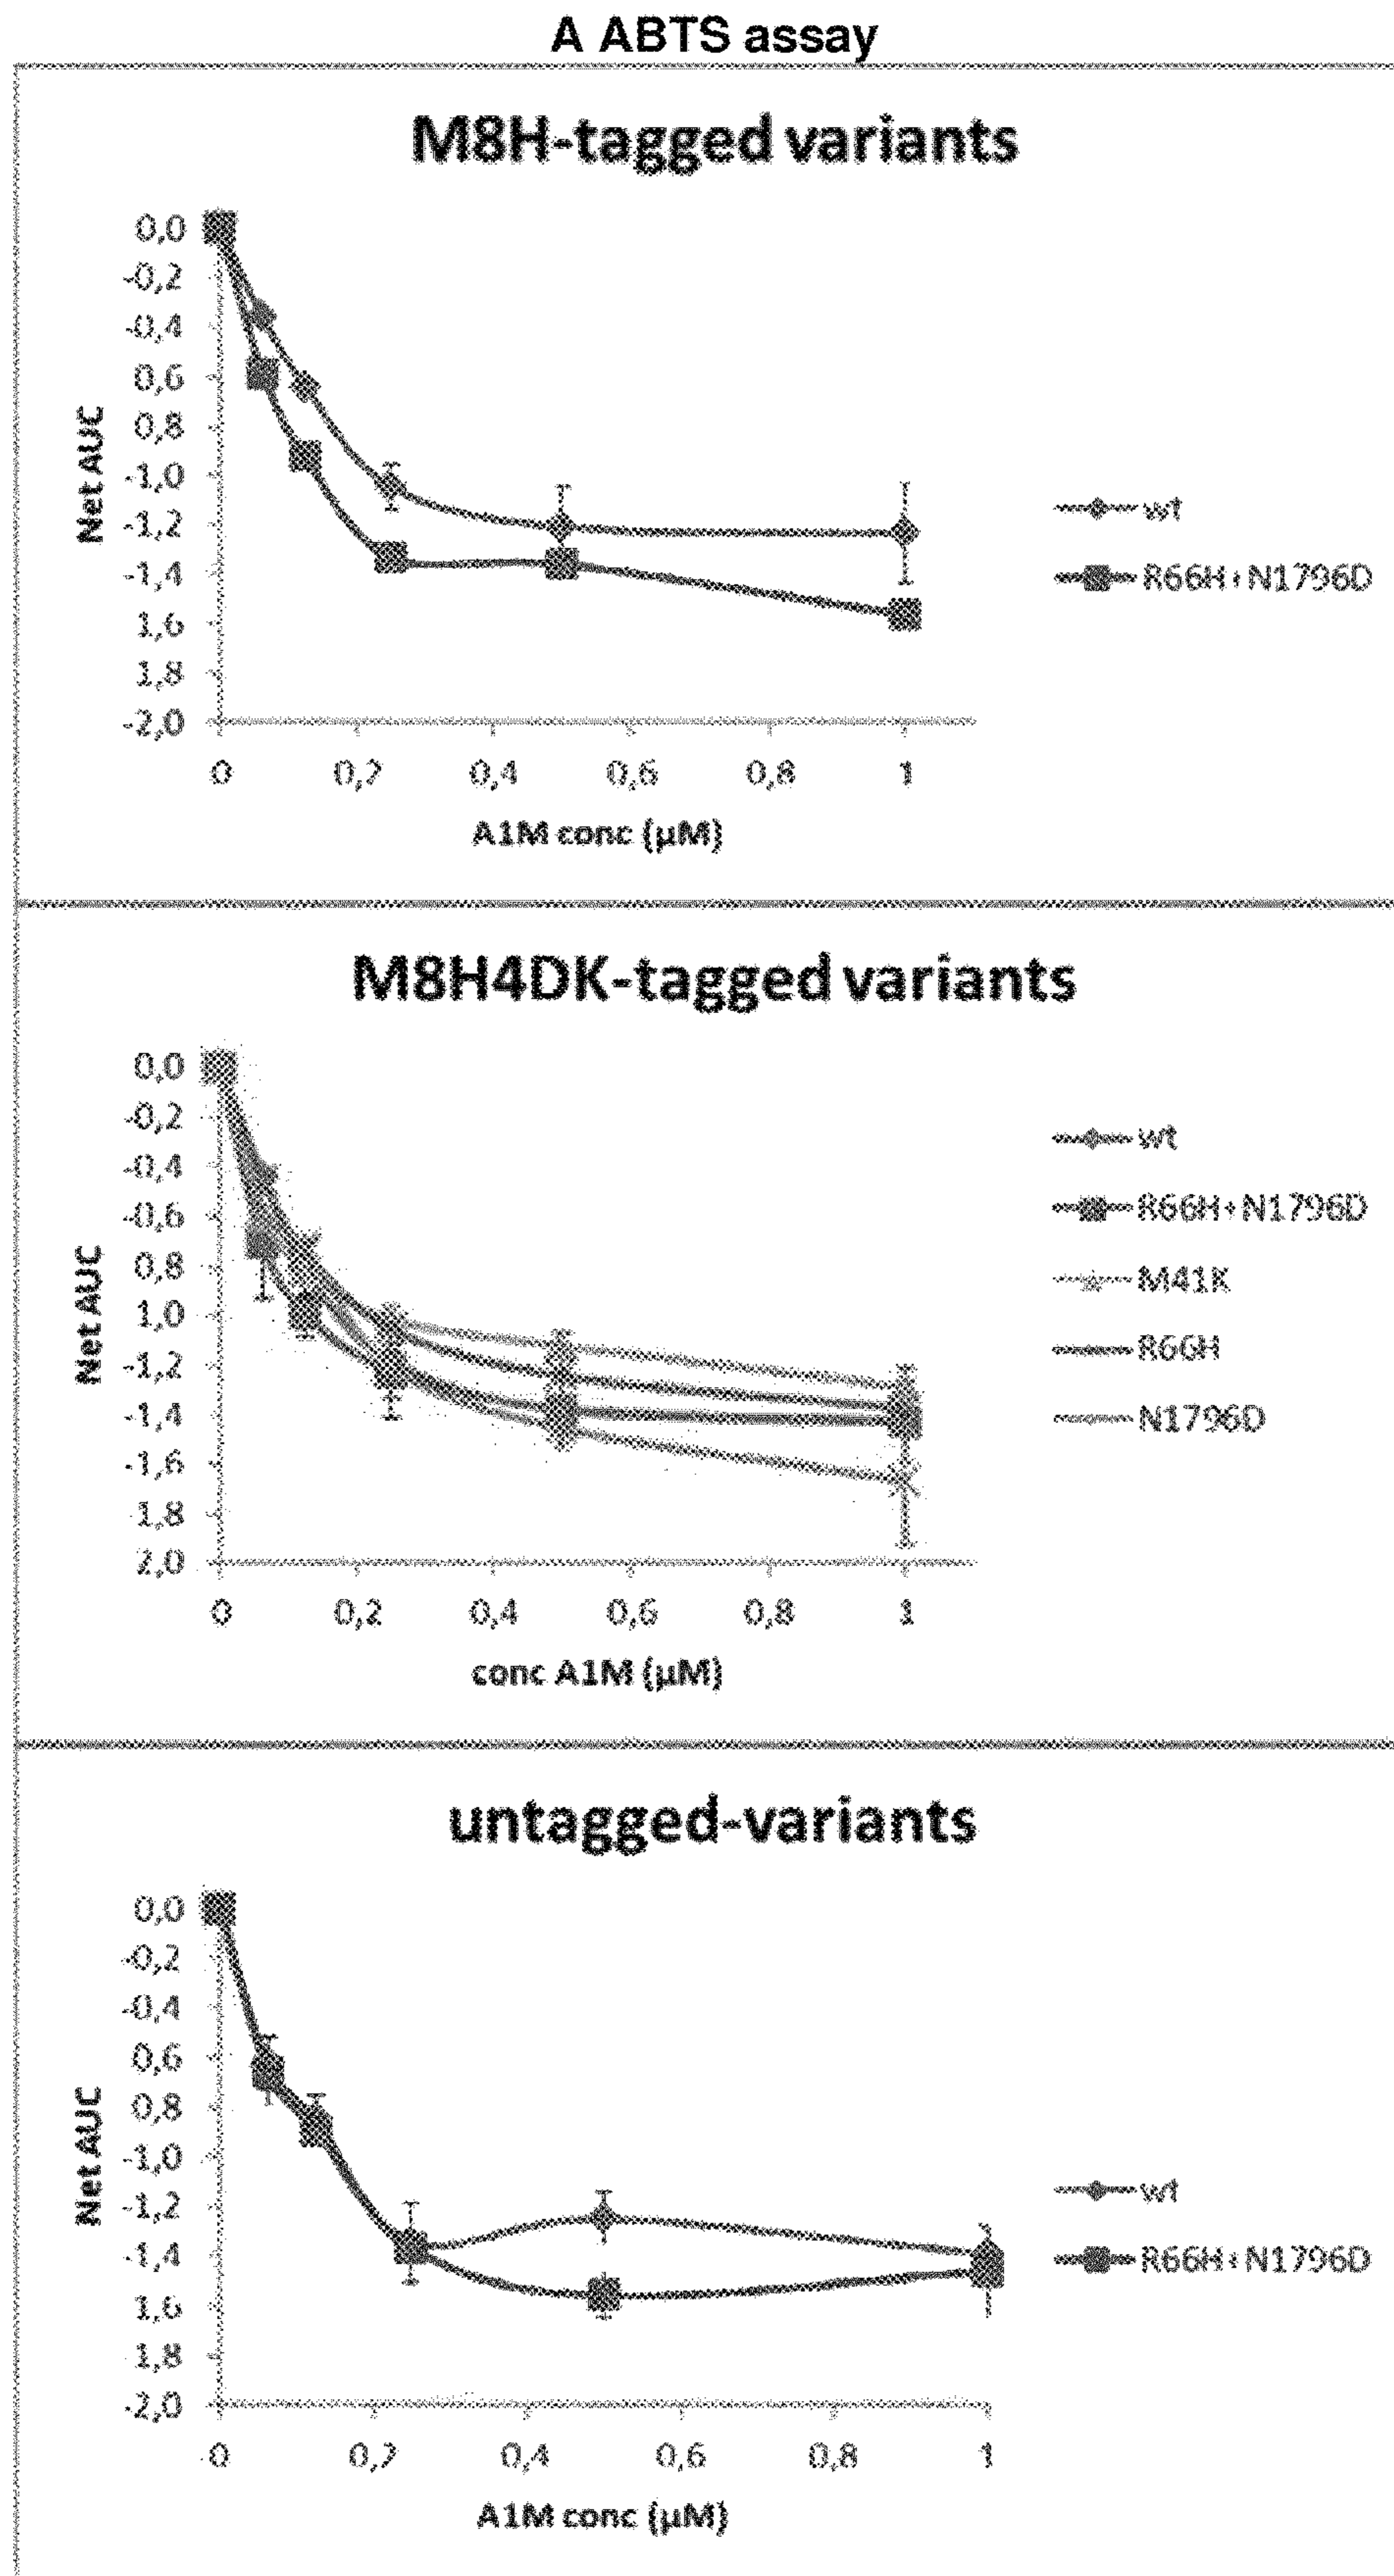 A ABTS assay
M8H-tagged variants
0,0
-0,2
-0,4
0,6
0,8
-1,0
-1,2
-1,4
1,6
1,8
-2,0
Net AUC
0 0,2 0,4 0,6 0,8 1
A1M conc (µM)
wt
R66H+N1796D
M8H4DK-tagged variants
0,0
-0,2
-0,4
-0,6
0,8
1,0
-1,2
-1,4
-1,6
1,8
2,0
Net AUC
0 0,2 0,4 0,6 0,8 1
conc A1M (µM)
wt
R66H+N1796D
M41K
R66H
N1796D
untagged-variants
0,0
-0,2
-0,4
0,6
0,8
-1,0
-1,2
-1,4
1,6
1,8
-2,0
Net AUC
0 0,2 0,4 0,6 0,8 1
A1M conc (µM)
wt
R66H+N1796D